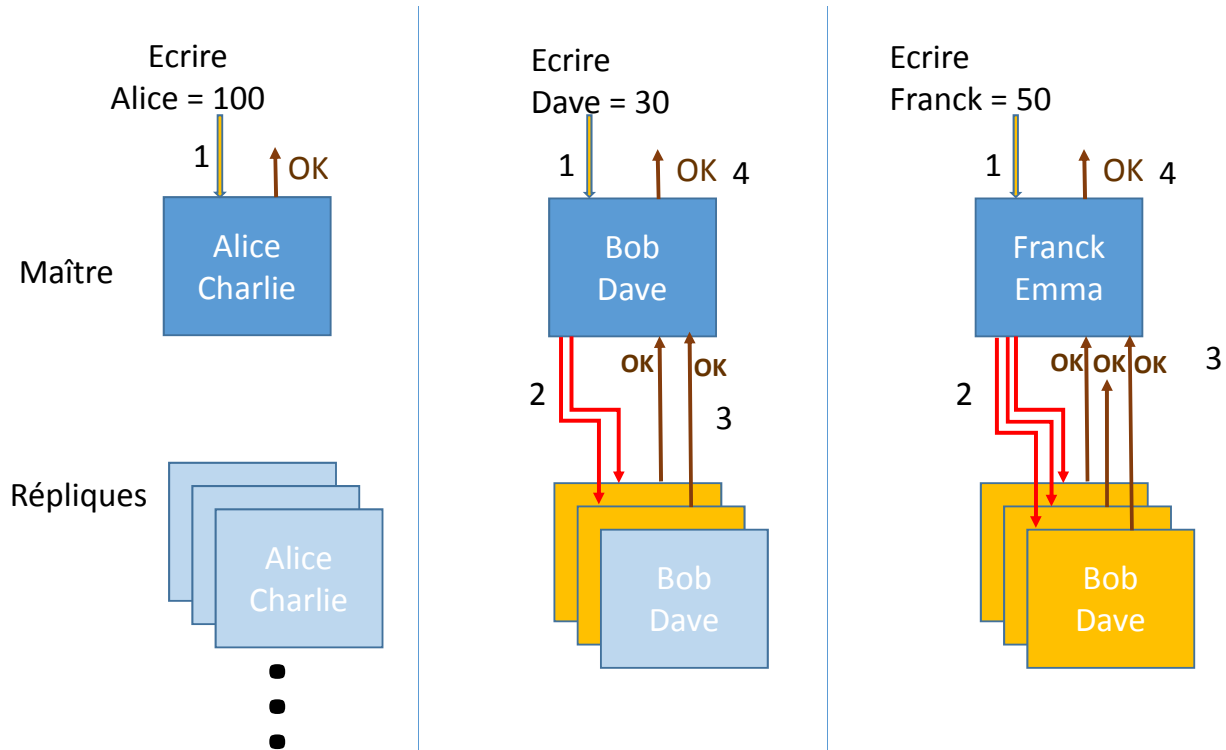 Ecrire
Alice = 100
1
OK
Maître
Alice
Charlie
Répliques
Alice
Charlie
Ecrire
Dave = 30
1
OK
4
Bob
Dave
OK
OK
2
3
Bob
Dave
Ecrire
Franck = 50
1
OK
4
Franck
Emma
OK OK OK
3
2
Bob
Dave